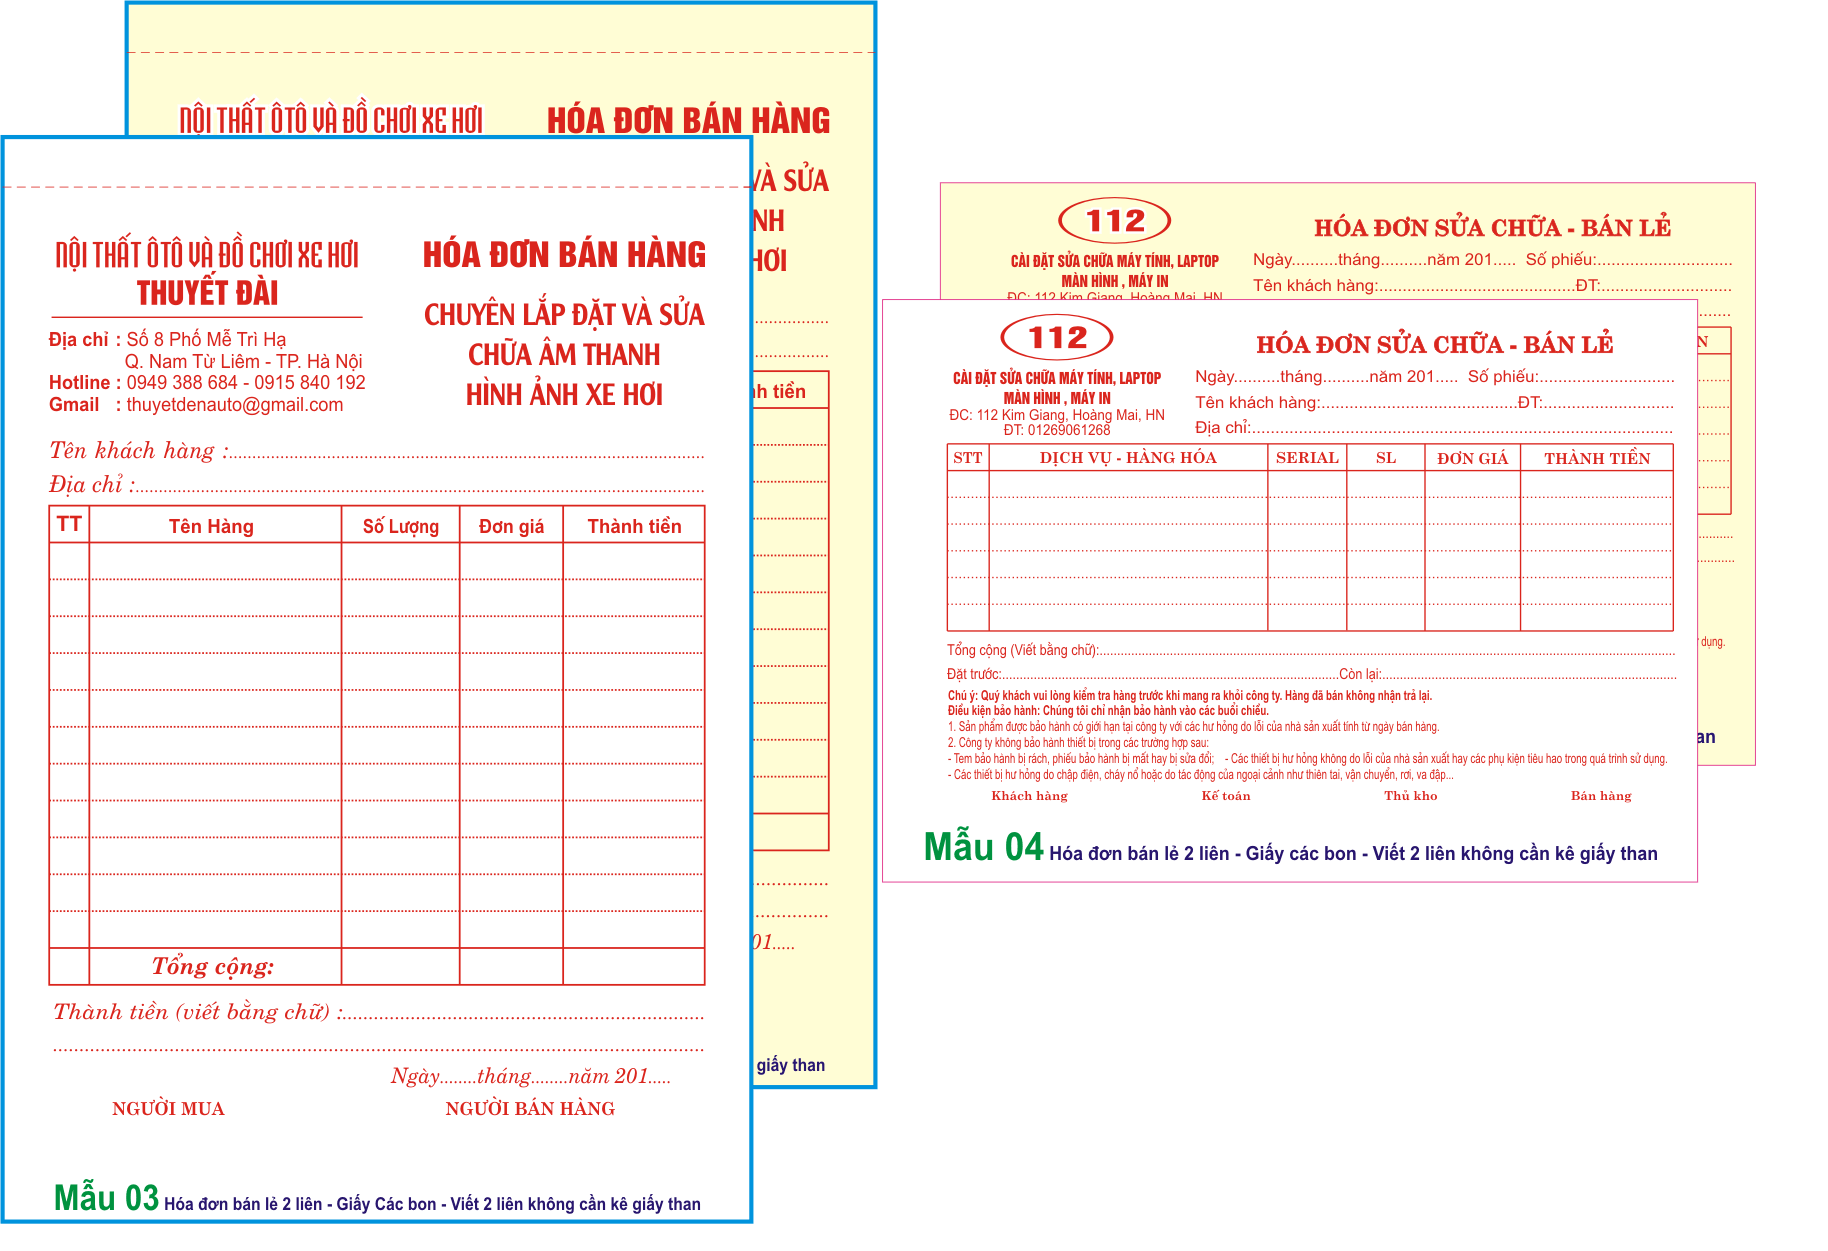 NỘI THẤT ÔTÔ VÀ ĐỒ CHƠI XE HƠI
HÓA ĐƠN BÁN HÀNG
VÀ SỬA
NH
HƠI
nh tiền
01.....
giấy than
NỘI THẤT ÔTÔ VÀ ĐỒ CHƠI XE HƠI
THUYẾT ĐÀI
Địa chỉ : Số 8 Phố Mễ Trì Hạ
Q. Nam Từ Liêm - TP. Hà Nội
Hotline : 0949 388 684 - 0915 840 192
Gmail : thuyetdenauto@gmail.com
HÓA ĐƠN BÁN HÀNG
CHUYÊN LẮP ĐẶT VÀ SỬA
CHỮA ÂM THANH
HÌNH ẢNH XE HƠI
Tên khách hàng :..........
Địa chỉ :..........
TT Tên Hàng Số Lượng Đơn giá Thành tiền
Tổng cộng:
Thành tiền (viết bằng chữ) :..........
Ngày........tháng........năm 201.....
NGƯỜI MUA NGƯỜI BÁN HÀNG
Mẫu 03 Hóa đơn bán lẻ 2 liên - Giấy Các bon - Viết 2 liên không cần kê giấy than
112
CÀI ĐẶT SỬA CHỮA MÁY TÍNH, LAPTOP
MÀN HÌNH , MÁY IN
ĐC: 112 Kim Giang, Hoàng Mai, HN
HÓA ĐƠN SỬA CHỮA - BÁN LẺ
Ngày..........tháng..........năm 201..... Số phiếu:..........
Tên khách hàng:..........ĐT:..........
N
dụng.
an
112
CÀI ĐẶT SỬA CHỮA MÁY TÍNH, LAPTOP
MÀN HÌNH , MÁY IN
ĐC: 112 Kim Giang, Hoàng Mai, HN
ĐT: 01269061268
HÓA ĐƠN SỬA CHỮA - BÁN LẺ
Ngày..........tháng..........năm 201..... Số phiếu:..........
Tên khách hàng:..........ĐT:..........
Địa chỉ:..........
STT DỊCH VỤ - HÀNG HÓA SERIAL SL ĐƠN GIÁ THÀNH TIỀN
Tổng cộng (Viết bằng chữ):..........
Đặt trước:..........Còn lại:..........
Chú ý: Quý khách vui lòng kiểm tra hàng trước khi mang ra khỏi công ty. Hàng đã bán không nhận trả lại.
Điều kiện bảo hành: Chúng tôi chỉ nhận bảo hành vào các buổi chiều.
1. Sản phẩm được bảo hành có giới hạn tại công ty với các hư hỏng do lỗi của nhà sản xuất tính từ ngày bán hàng.
2. Công ty không bảo hành thiết bị trong các trường hợp sau:
- Tem bảo hành bị rách, phiếu bảo hành bị mất hay bị sửa đổi; - Các thiết bị hư hỏng không do lỗi của nhà sản xuất hay các phụ kiện tiêu hao trong quá trình sử dụng.
- Các thiết bị hư hỏng do chập điện, cháy nổ hoặc do tác động của ngoại cảnh như thiên tai, vận chuyển, rơi, va đập...
Khách hàng Kế toán Thủ kho Bán hàng
Mẫu 04 Hóa đơn bán lẻ 2 liên - Giấy các bon - Viết 2 liên không cần kê giấy than